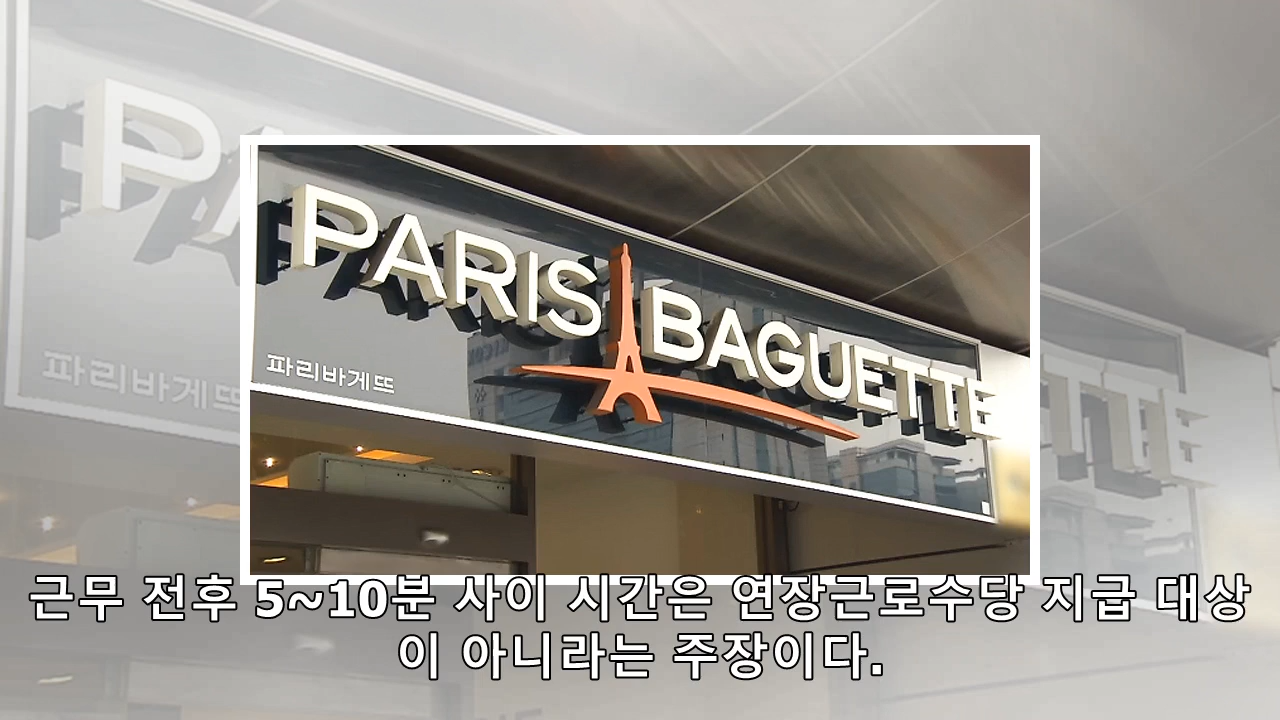 PARIS BAGUETTE
파리바게뜨
근무 전후 5~10분 사이 시간은 연장근로수당 지급 대상
이 아니라는 주장이다.